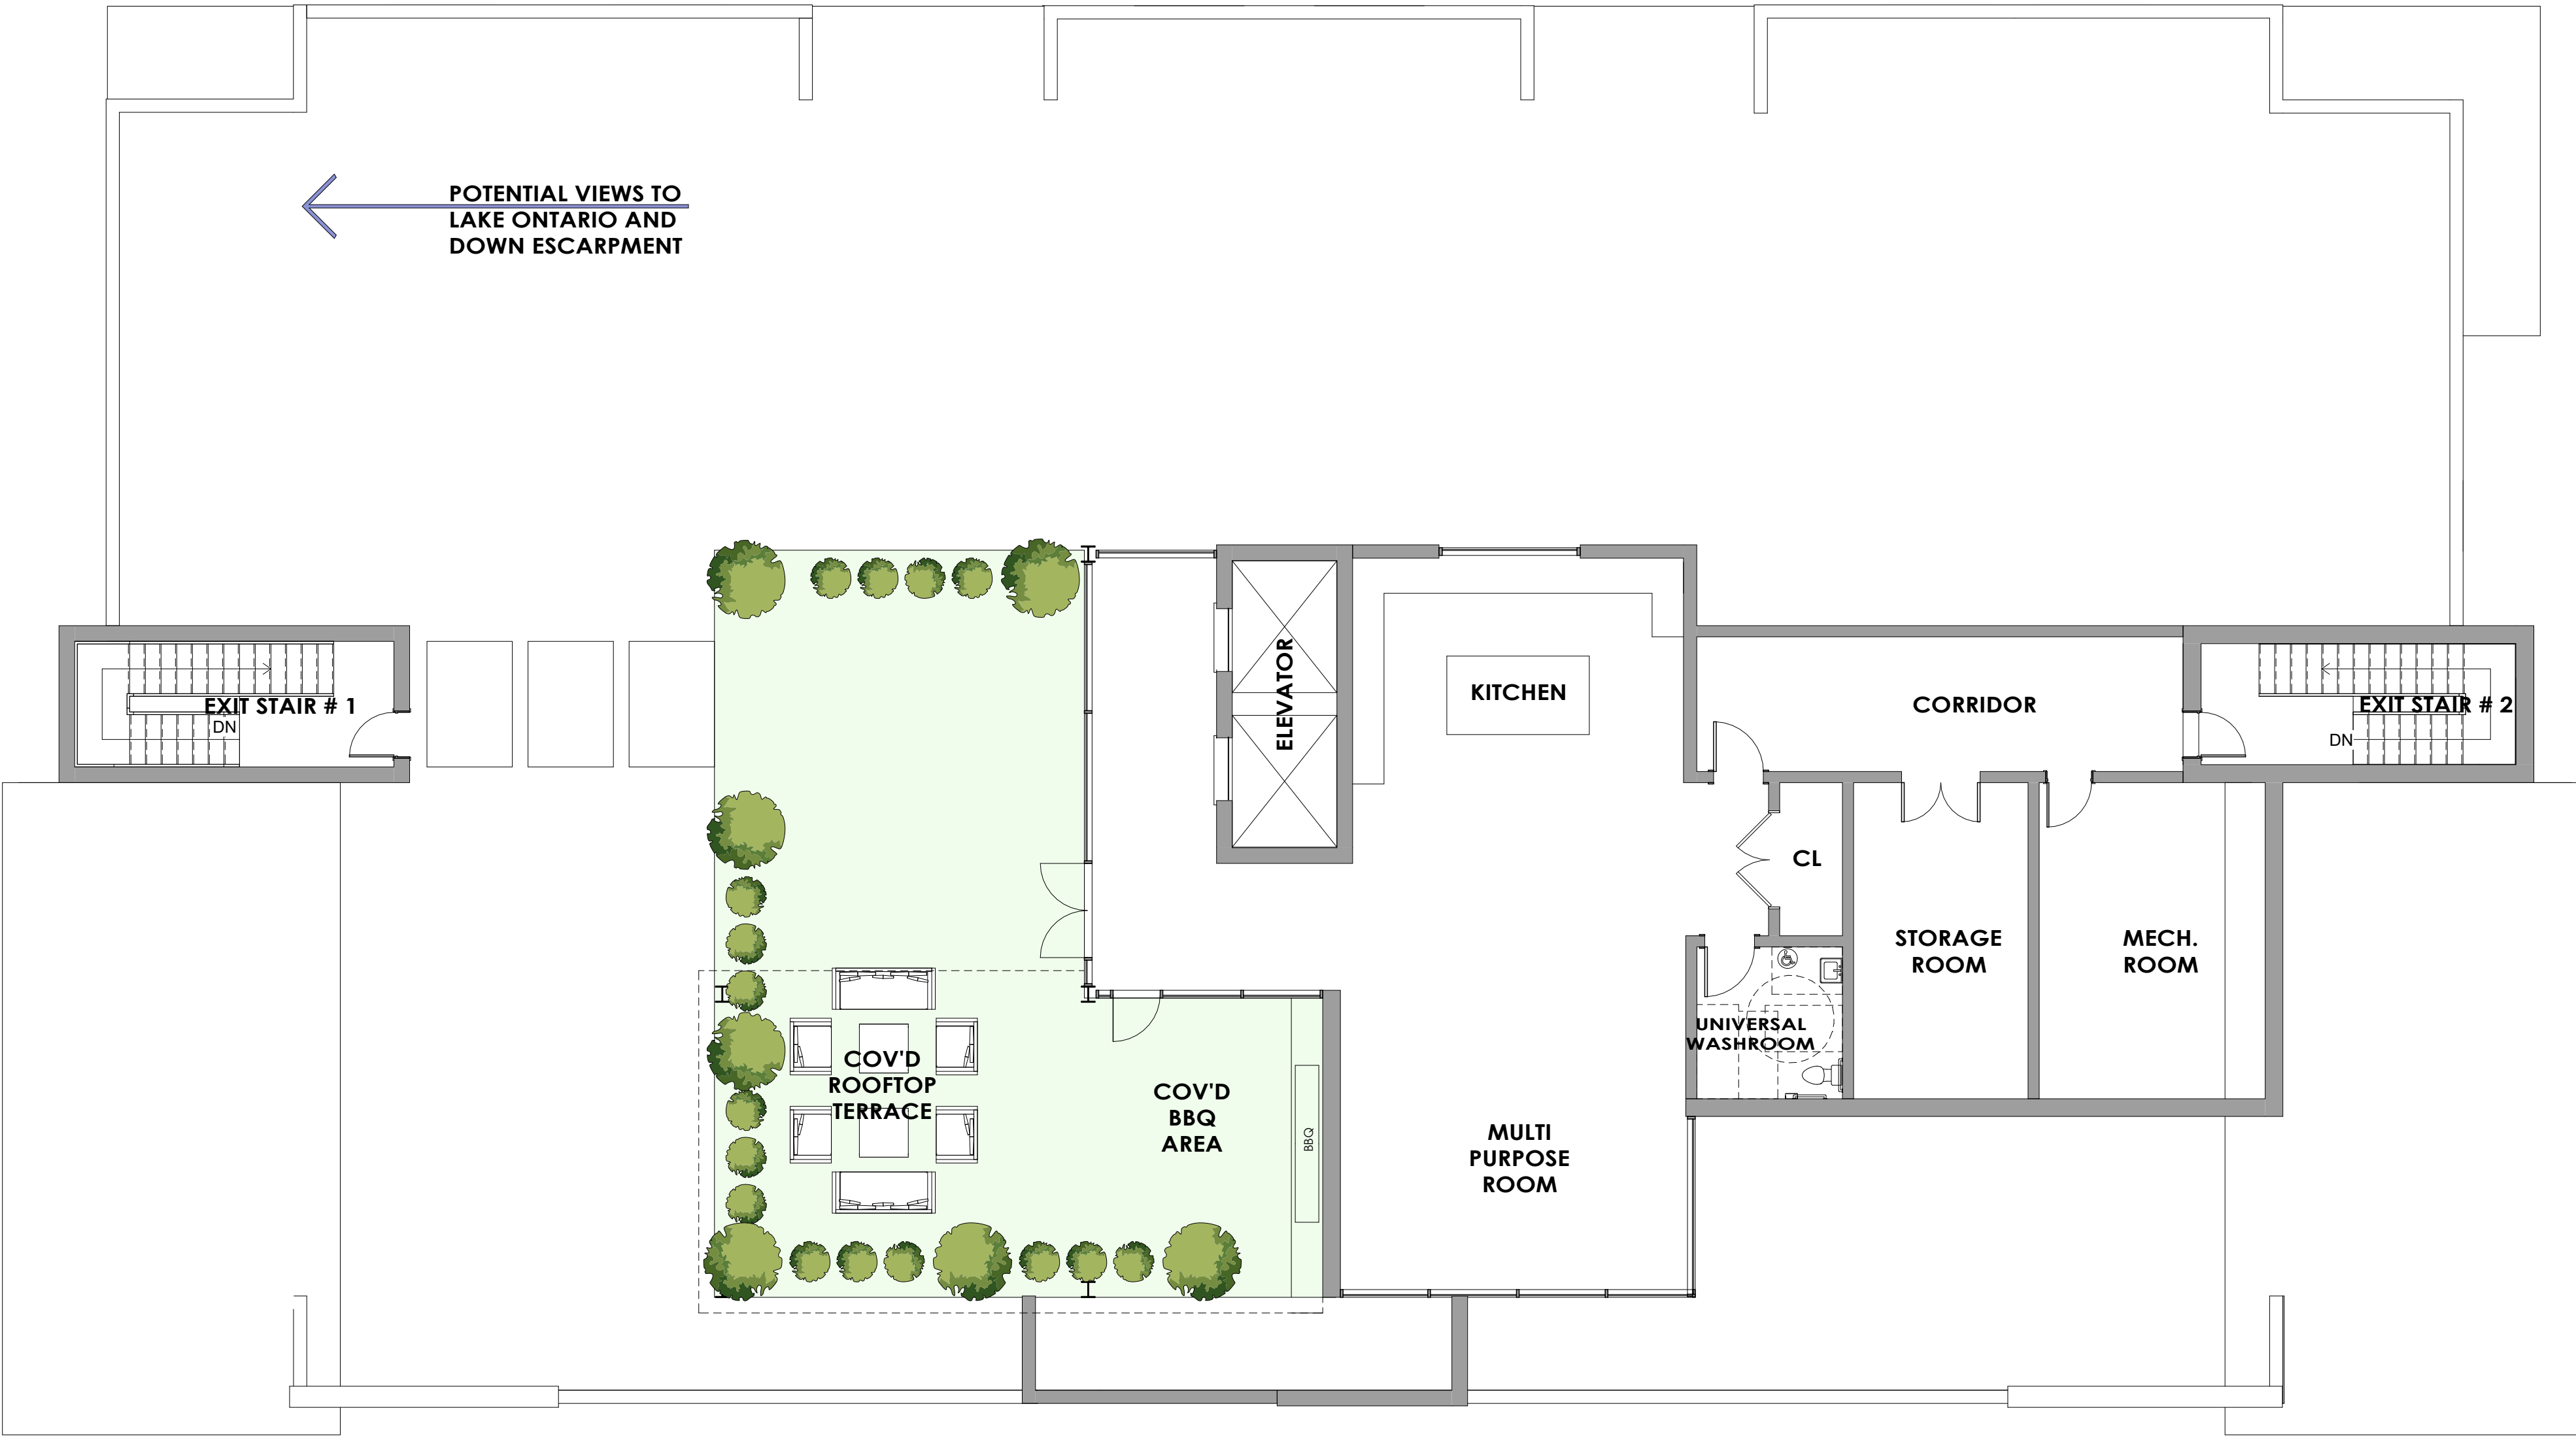 POTENTIAL VIEWS TO
LAKE ONTARIO AND
DOWN ESCARPMENT
EXIT STAIR # 1
DN
ELEVATOR
KITCHEN
CORRIDOR
EXIT STAIR # 2
DN
CL
STORAGE
ROOM
MECH.
ROOM
UNIVERSAL
WASHROOM
COV'D
ROOFTOP
TERRACE
COV'D
BBQ
AREA
BBQ
MULTI
PURPOSE
ROOM